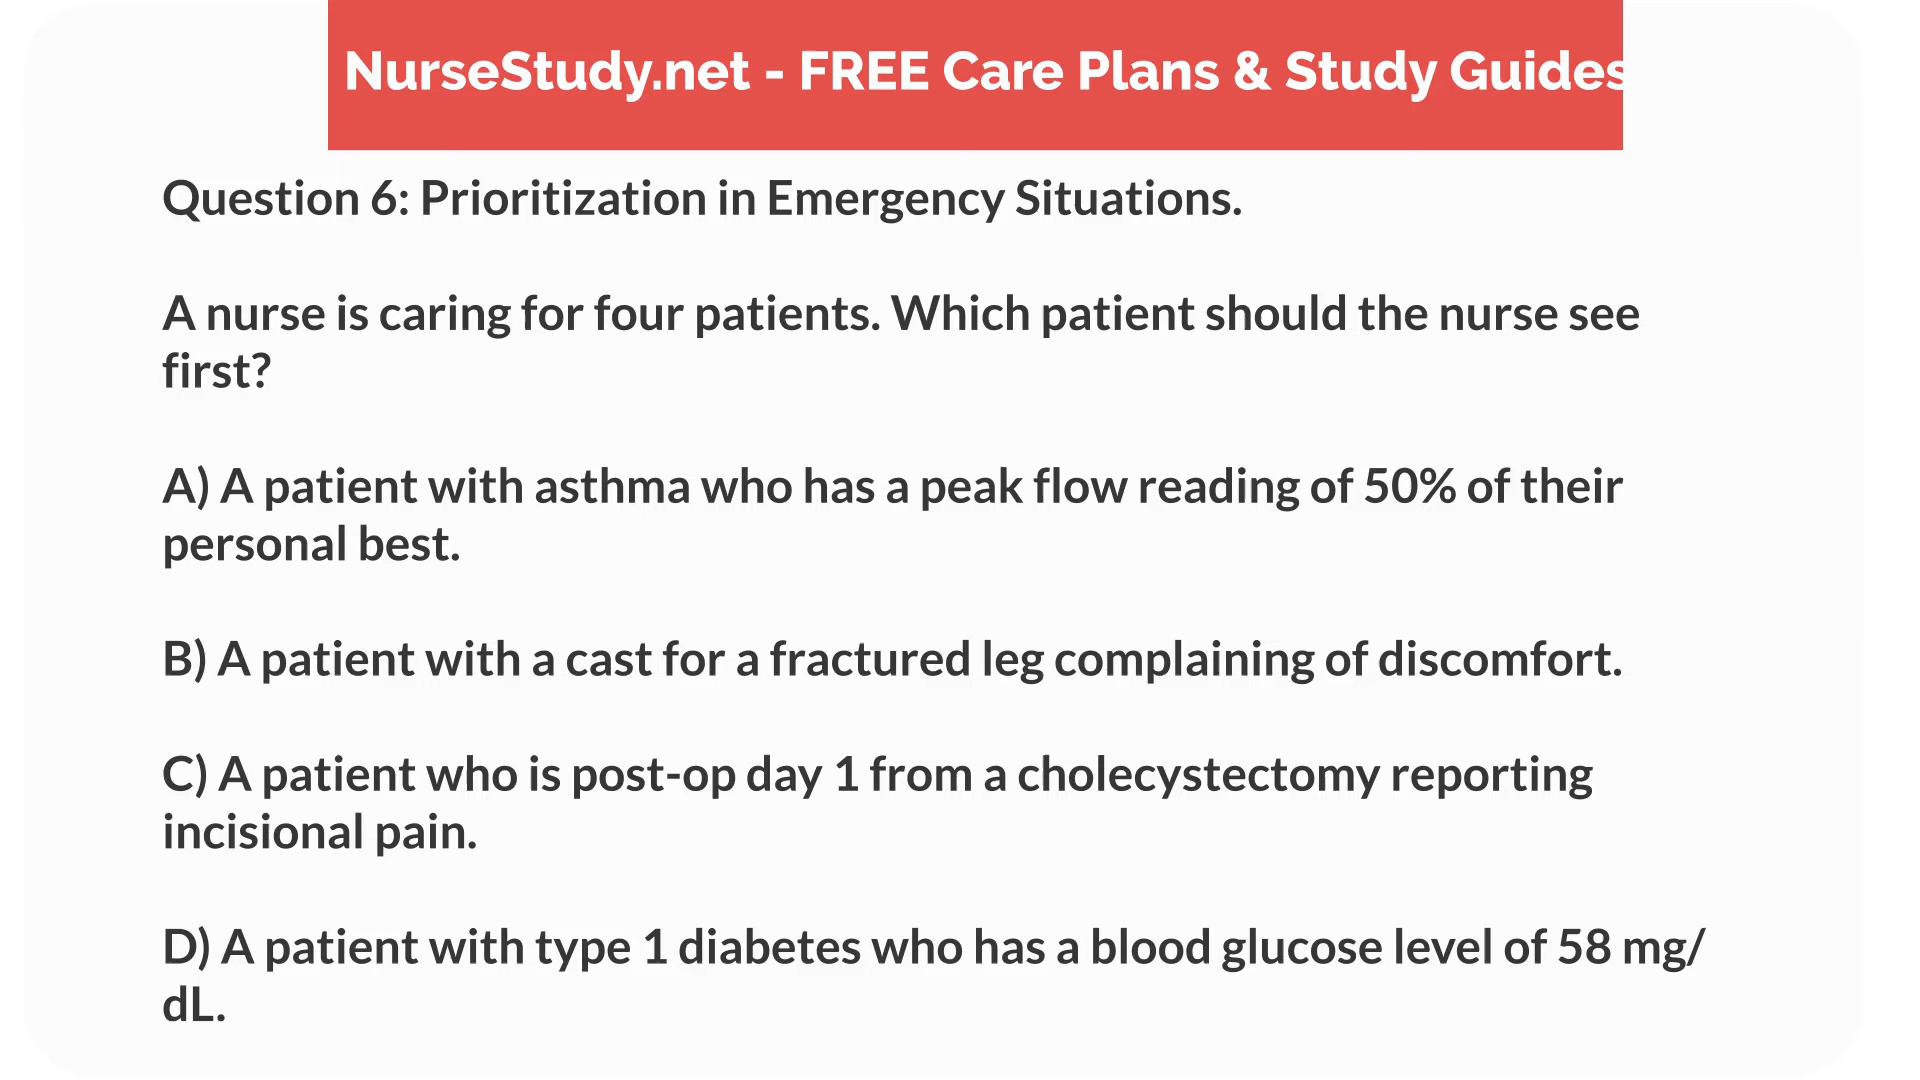 NurseStudy.net - FREE Care Plans & Study Guides
Question 6: Prioritization in Emergency Situations.
A nurse is caring for four patients. Which patient should the nurse see
first?
A) A patient with asthma who has a peak flow reading of 50% of their
personal best.
B) A patient with a cast for a fractured leg complaining of discomfort.
C) A patient who is post-op day 1 from a cholecystectomy reporting
incisional pain.
D) A patient with type 1 diabetes who has a blood glucose level of 58 mg/
dL.